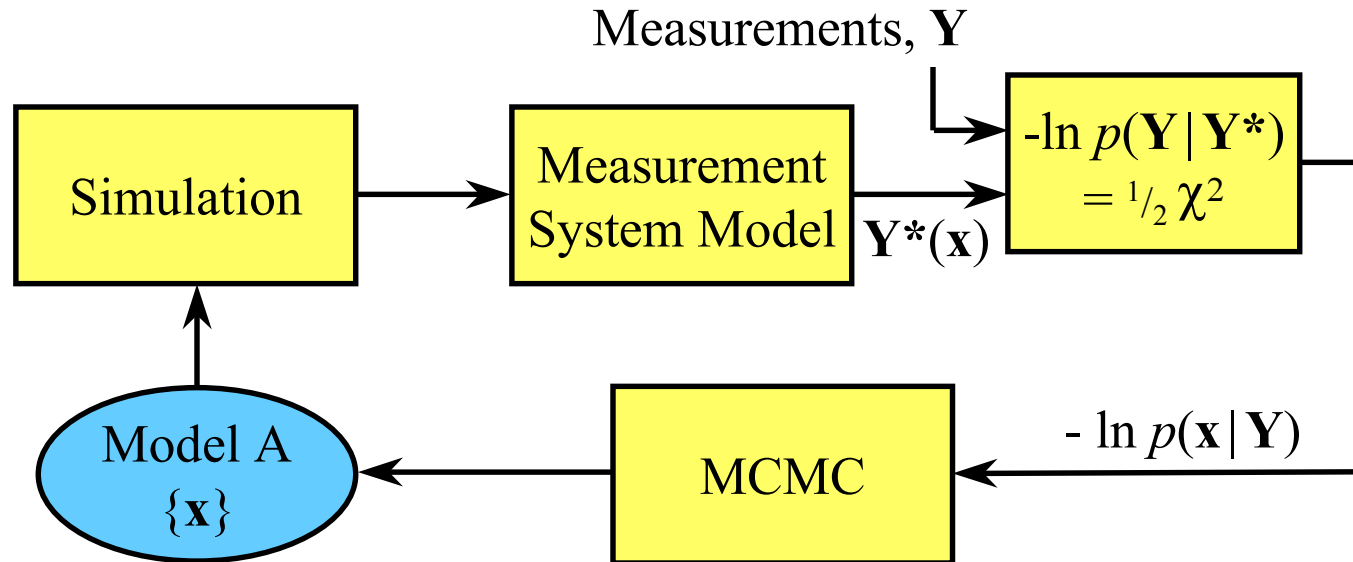 Measurements, Y
Simulation
Measurement
System Model
Y*(x)
-ln p(Y|Y*)
= 1/2 χ2
Model A
{x}
MCMC
- ln p(x|Y)